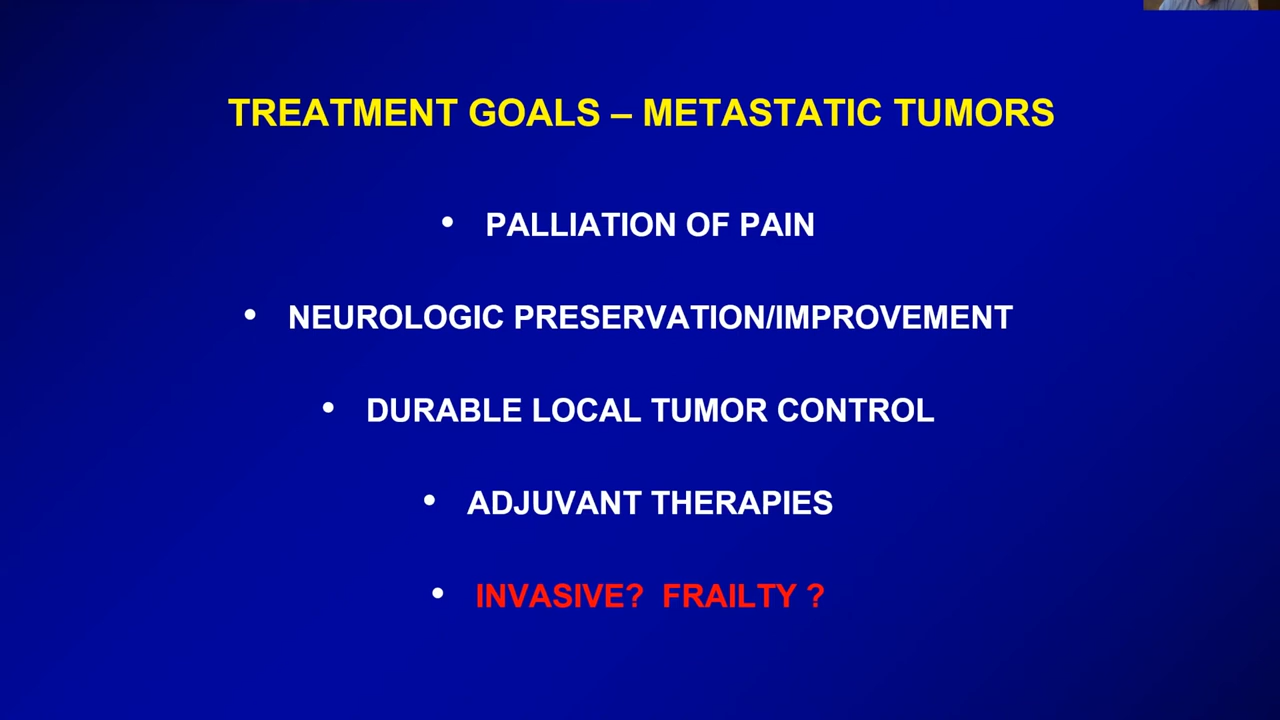 TREATMENT GOALS – METASTATIC TUMORS
• PALLIATION OF PAIN
• NEUROLOGIC PRESERVATION/IMPROVEMENT
• DURABLE LOCAL TUMOR CONTROL
• ADJUVANT THERAPIES
• INVASIVE?  FRAILTY ?